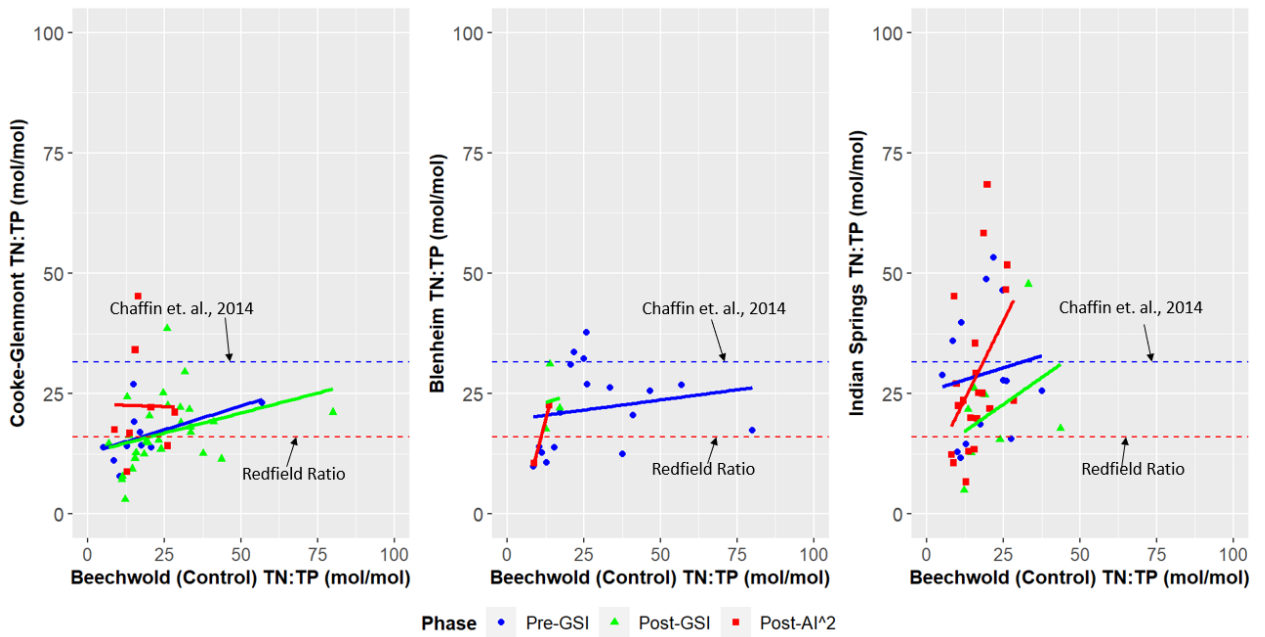 Cooke-Glenmont TN:TP (mol/mol)
100
75
50
25
0
Chaffin et. al., 2014
Redfield Ratio
0 25 50 75 100
Beechwold (Control) TN:TP (mol/mol)
Blenheim TN:TP (mol/mol)
100
75
50
25
0
Chaffin et. al., 2014
Redfield Ratio
0 25 50 75 100
Beechwold (Control) TN:TP (mol/mol)
Indian Springs TN:TP (mol/mol)
100
75
50
25
0
Chaffin et. al., 2014
Redfield Ratio
0 25 50 75 100
Beechwold (Control) TN:TP (mol/mol)
Phase Pre-GSI Post-GSI Post-AI^2